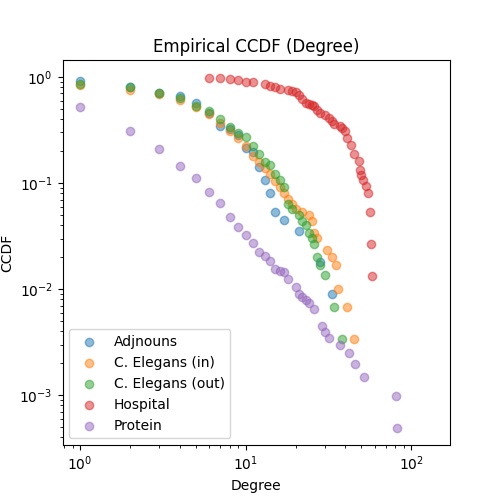 Empirical CCDF (Degree)
CCDF
10^0
10^-1
10^-2
10^-3
Adjnouns
C. Elegans (in)
C. Elegans (out)
Hospital
Protein
10^0 10^1 10^2
Degree